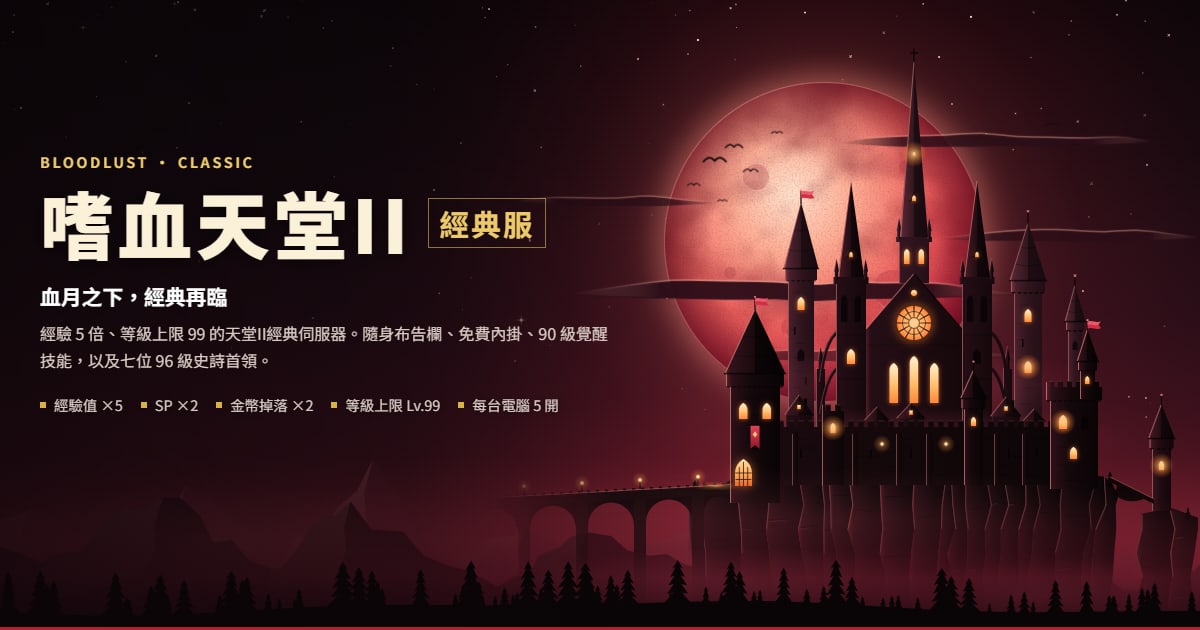 BLOODLUST · CLASSIC
嗜血天堂II 經典服
血月之下，經典再臨
經驗 5 倍、等級上限 99 的天堂II經典伺服器。隨身布告欄、免費內掛、90 級覺醒
技能，以及七位 96 級史詩首領。
經驗值 ×5 SP ×2 金幣掉落 ×2 等級上限 Lv.99 每台電腦 5 開